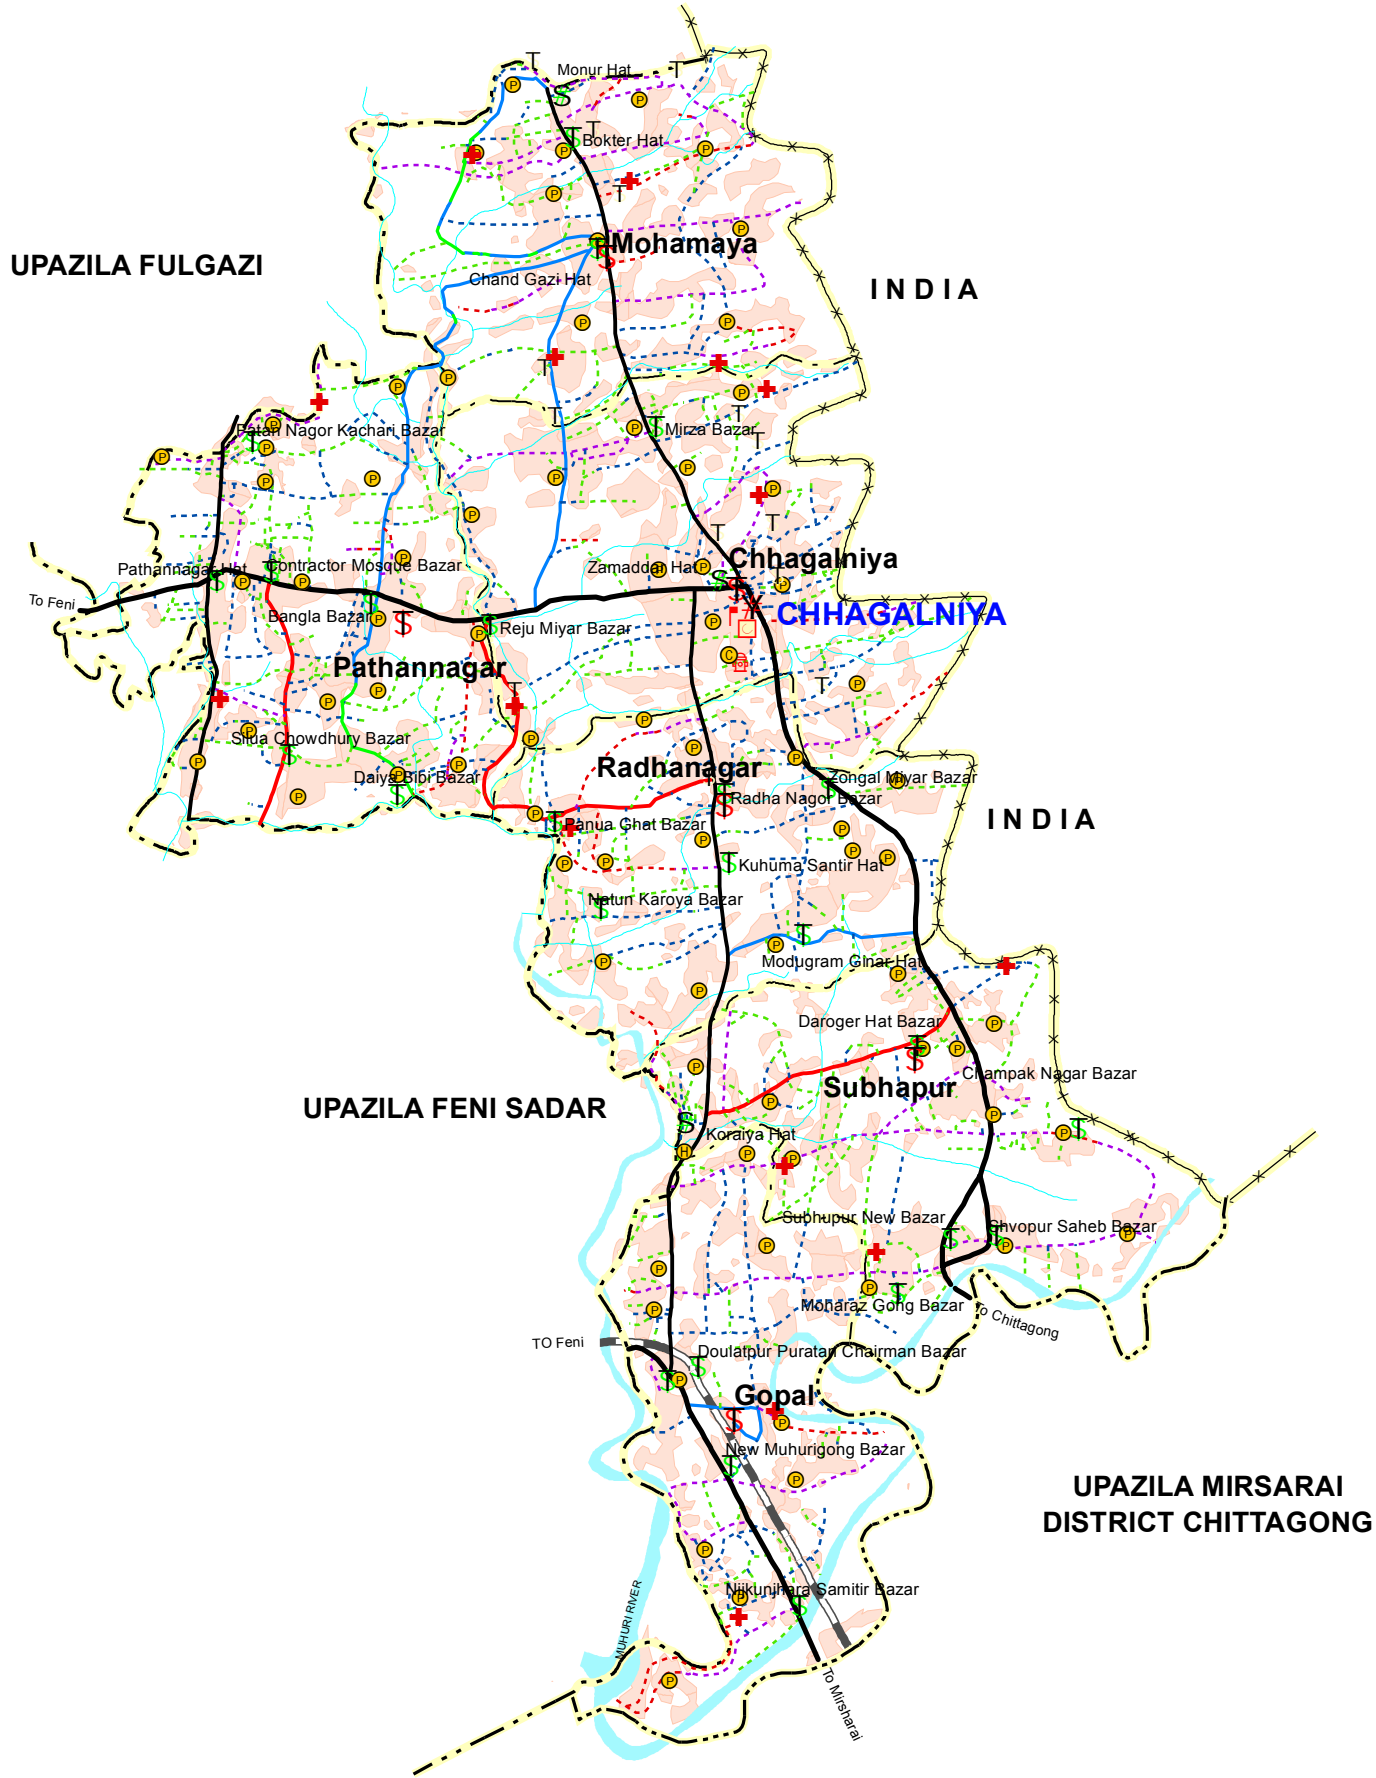 Monur Hat
Bokter Hat
Mohamaya
UPAZILA FULGAZI
Chand Gazi Hat
I N D I A
Patan Nagor Kachari Bazar
Mirza Bazar
Chhagalniya
Pathannagar Hat
Contractor Mosque Bazar
Zamaddar Hat
To Feni
Bangla Bazar
CHHAGALNIYA
Reju Miyar Bazar
Pathannagar
Silua Chowdhury Bazar
Daiya Bibi Bazar
Radhanagar
Zongal Miyar Bazar
Radha Nagor Bazar
I N D I A
Panua Ghat Bazar
Kuhuma Santir Hat
Natun Karoya Bazar
Modugram Ginar Hat
Daroger Hat Bazar
Champak Nagar Bazar
Subhapur
UPAZILA FENI SADAR
Koraiya Hat
Subhupur New Bazar
Shvopur Saheb Bazar
Moharaz Gong Bazar
To Chittagong
TO Feni
Doulatpur Puratan Chairman Bazar
Gopal
New Muhurigong Bazar
UPAZILA MIRSARAI
DISTRICT CHITTAGONG
Nijkunjhara Samitir Bazar
MUHURI RIVER
To Mirsharai